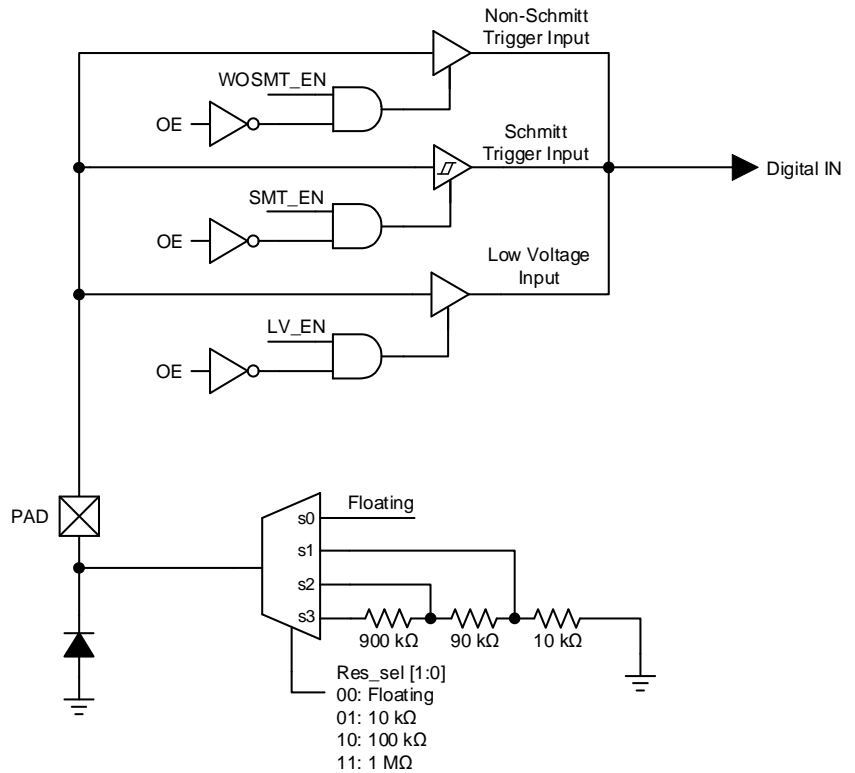 Non-Schmitt
Trigger Input
WOSMT_EN
OE
Schmitt
Trigger Input
Digital IN
SMT_EN
OE
Low Voltage
Input
LV_EN
OE
PAD
Floating
s0
s1
s2
s3
900 kΩ
90 kΩ
10 kΩ
Res_sel [1:0]
00: Floating
01: 10 kΩ
10: 100 kΩ
11: 1 MΩ